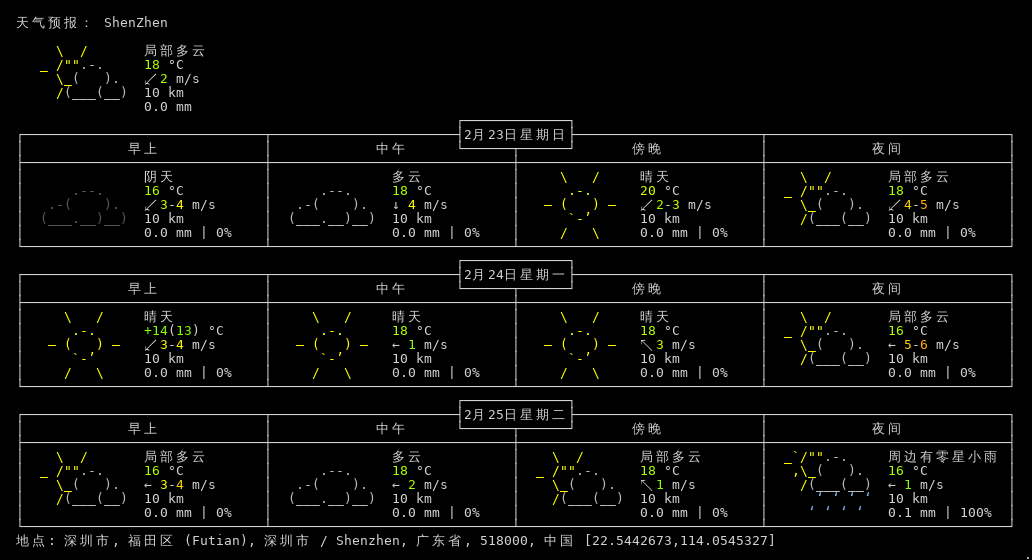 天气预报： ShenZhen
局部多云
18 °C
↙2 m/s
10 km
0.0 mm
2月23日星期日
早上 中午 傍晚 夜间
阴天 多云 晴天 局部多云
16 °C 18 °C 20 °C 18 °C
↙3-4 m/s ↓ 4 m/s ↙2-3 m/s ↙4-5 m/s
10 km 10 km 10 km 10 km
0.0 mm | 0% 0.0 mm | 0% 0.0 mm | 0% 0.0 mm | 0%
2月24日星期一
早上 中午 傍晚 夜间
晴天 晴天 晴天 局部多云
+14(13) °C 18 °C 18 °C 16 °C
↙3-4 m/s ← 1 m/s ↖3 m/s ← 5-6 m/s
10 km 10 km 10 km 10 km
0.0 mm | 0% 0.0 mm | 0% 0.0 mm | 0% 0.0 mm | 0%
2月25日星期二
早上 中午 傍晚 夜间
局部多云 多云 局部多云 周边有零星小雨
16 °C 18 °C 18 °C 16 °C
← 3-4 m/s ← 2 m/s ↖1 m/s ← 1 m/s
10 km 10 km 10 km 10 km
0.0 mm | 0% 0.0 mm | 0% 0.0 mm | 0% 0.1 mm | 100%
地点: 深圳市, 福田区 (Futian), 深圳市 / Shenzhen, 广东省, 518000, 中国 [22.5442673,114.0545327]